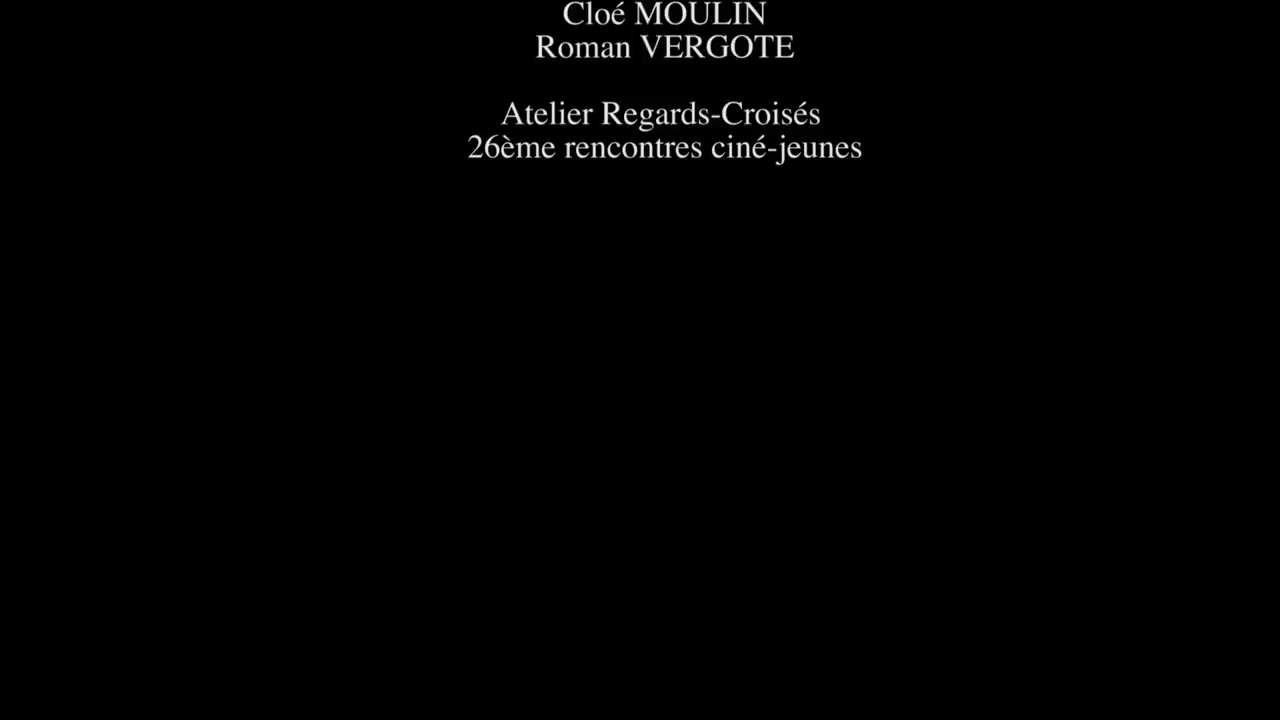 Cloé MOULIN
Roman VERGOTE
Atelier Regards-Croisés
26ème rencontres ciné-jeunes